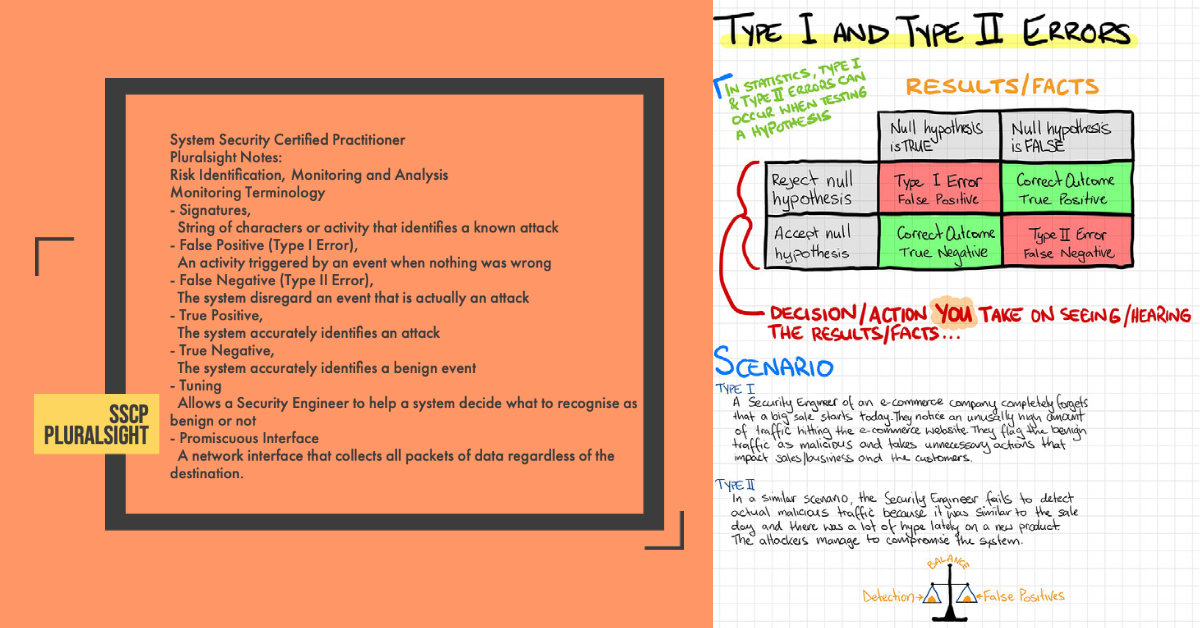 System Security Certified Practitioner
Pluralsight Notes:
Risk Identification, Monitoring and Analysis
Monitoring Terminology
- Signatures,
String of characters or activity that identifies a known attack
- False Positive (Type I Error),
An activity triggered by an event when nothing was wrong
- False Negative (Type II Error),
The system disregard an event that is actually an attack
- True Positive,
The system accurately identifies an attack
- True Negative,
The system accurately identifies a benign event
- Tuning
Allows a Security Engineer to help a system decide what to recognise as
benign or not
- Promiscuous Interface
A network interface that collects all packets of data regardless of the
destination.
SSCP
PLURALSIGHT
TYPE I AND TYPE II ERRORS
IN STATISTICS, TYPE I
& TYPE II ERRORS CAN
OCCUR WHEN TESTING
A HYPOTHESIS
RESULTS/FACTS
Null hypothesis
is TRUE
Null hypothesis
is FALSE
Reject null
hypothesis
Type I Error
False Positive
Correct Outcome
True Positive
Accept null
hypothesis
Correct Outcome
True Negative
Type II Error
False Negative
DECISION/ACTION YOU TAKE ON SEEING/HEARING
THE RESULTS/FACTS...
SCENARIO
TYPE I
A Security Engineer of an e-commerce company completely forgets
that a big sale starts today. They notice an unusally high amount
of traffic hitting the e-commerce website. They flag the benign
traffic as malicious and takes unnecessary actions that
impact sales/business and the customers.
TYPE II
In a similar scenario, the Security Engineer fails to detect
actual malicious traffic because it was similar to the sale
day and there was a lot of hype lately on a new product.
The attackers manage to compromise the system.
BALANCE
Detection
False Positives